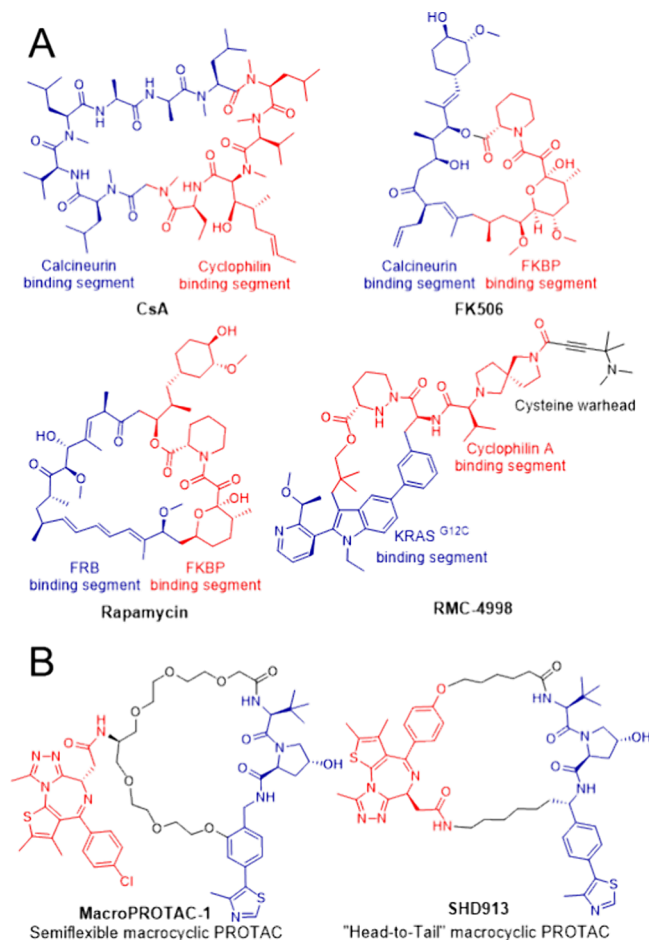 A
Calcineurin
binding segment
Cyclophilin
binding segment
CsA
Calcineurin
binding segment
FKBP
binding segment
FK506
FRB
binding segment
FKBP
binding segment
Rapamycin
Cysteine warhead
Cyclophilin A
binding segment
KRAS G12C
binding segment
RMC-4998
B
MacroPROTAC-1
Semiflexible macrocyclic PROTAC
SHD913
"Head-to-Tail" macrocyclic PROTAC